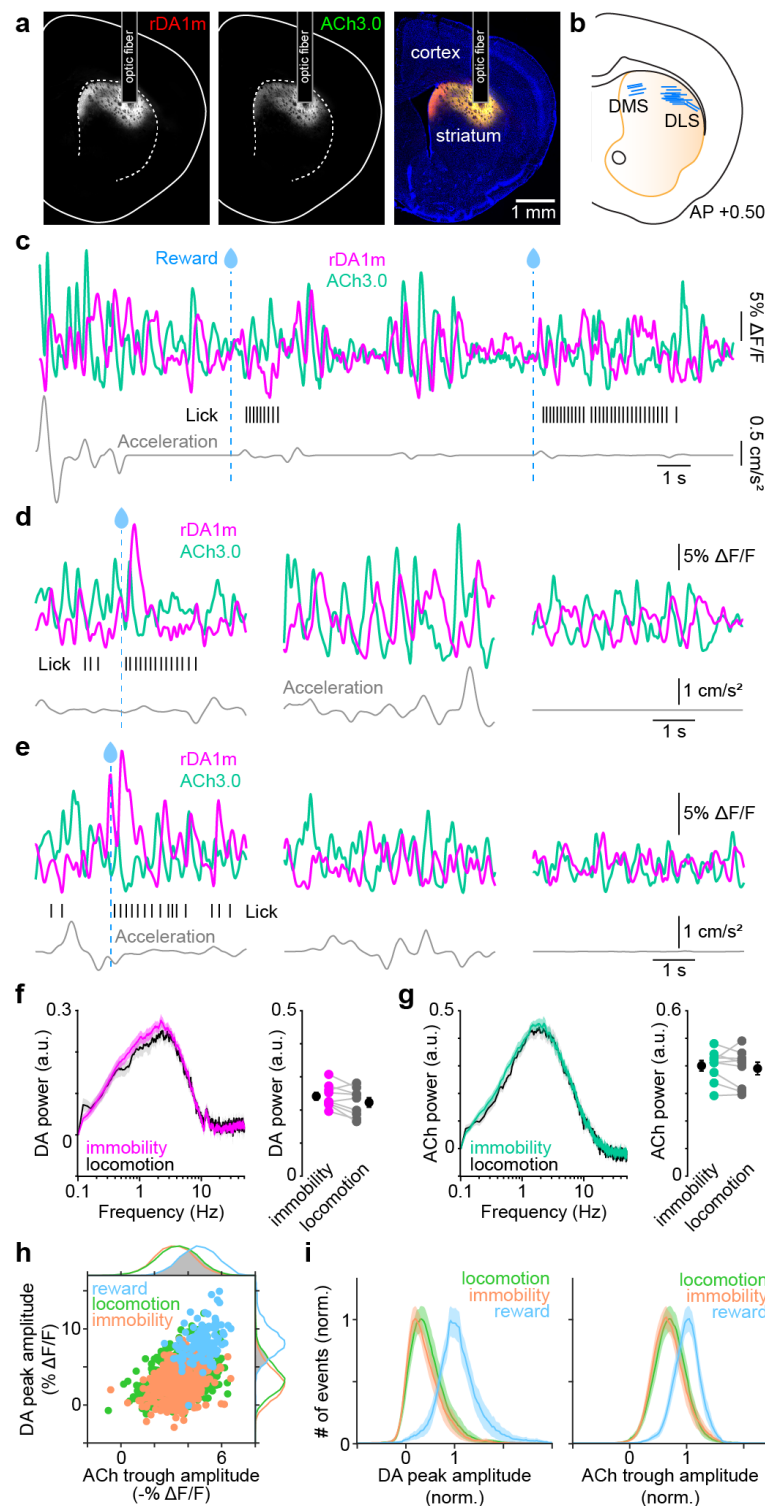 a
rDA1m
optic fiber
ACh3.0
optic fiber
cortex
optic fiber
striatum
1 mm
b
DMS
DLS
AP +0.50
c
Reward
rDA1m
ACh3.0
5% ΔF/F
Lick
Acceleration
0.5 cm/s²
1 s
d
rDA1m
ACh3.0
5% ΔF/F
Lick
Acceleration
1 cm/s²
1 s
e
rDA1m
ACh3.0
5% ΔF/F
Lick
Acceleration
1 cm/s²
1 s
f
0.3
DA power (a.u.)
0
immobility
locomotion
0.1 1 10
Frequency (Hz)
0.5
DA power (a.u.)
0
immobility
locomotion
g
0.5
ACh power (a.u.)
0
immobility
locomotion
0.1 1 10
Frequency (Hz)
0.6
ACh power (a.u.)
0
immobility
locomotion
h
reward
locomotion
immobility
DA peak amplitude
(% ΔF/F)
10
0
0 6
ACh trough amplitude
(-% ΔF/F)
i
locomotion
immobility
reward
# of events (norm.)
1
0
0 1
DA peak amplitude
(norm.)
locomotion
immobility
reward
0 1
ACh trough amplitude
(norm.)